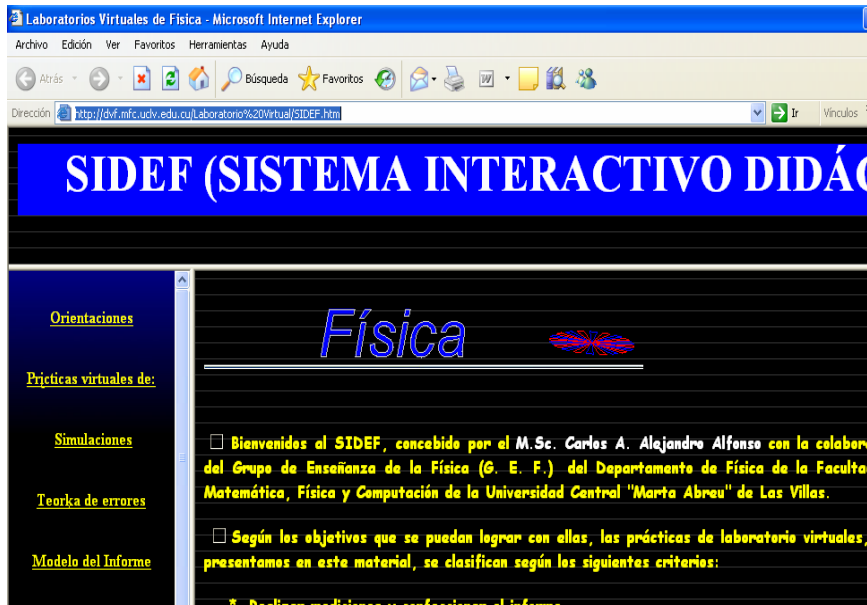 Laboratorios Virtuales de Fisica - Microsoft Internet Explorer
Archivo Edición Ver Favoritos Herramientas Ayuda
Atrás Búsqueda Favoritos
Dirección http://dvf.mfc.uclv.edu.cu/Laboratorio%20Virtual/SIDEF.htm Ir Vínculos
SIDEF (SISTEMA INTERACTIVO DIDÁC
Física
Orientaciones
Prįcticas virtuales de:
Simulaciones
Teorķa de errores
Modelo del Informe
Bienvenidos al SIDEF, concebido por el M.Sc. Carlos A. Alejandro Alfonso con la colabor
del Grupo de Enseñanza de la Física (G. E. F.) del Departamento de Física de la Faculta
Matemática, Física y Computación de la Universidad Central "Marta Abreu" de Las Villas.
Según los objetivos que se puedan lograr con ellas, las prácticas de laboratorio virtuales,
presentamos en este material, se clasifican según los siguientes criterios: